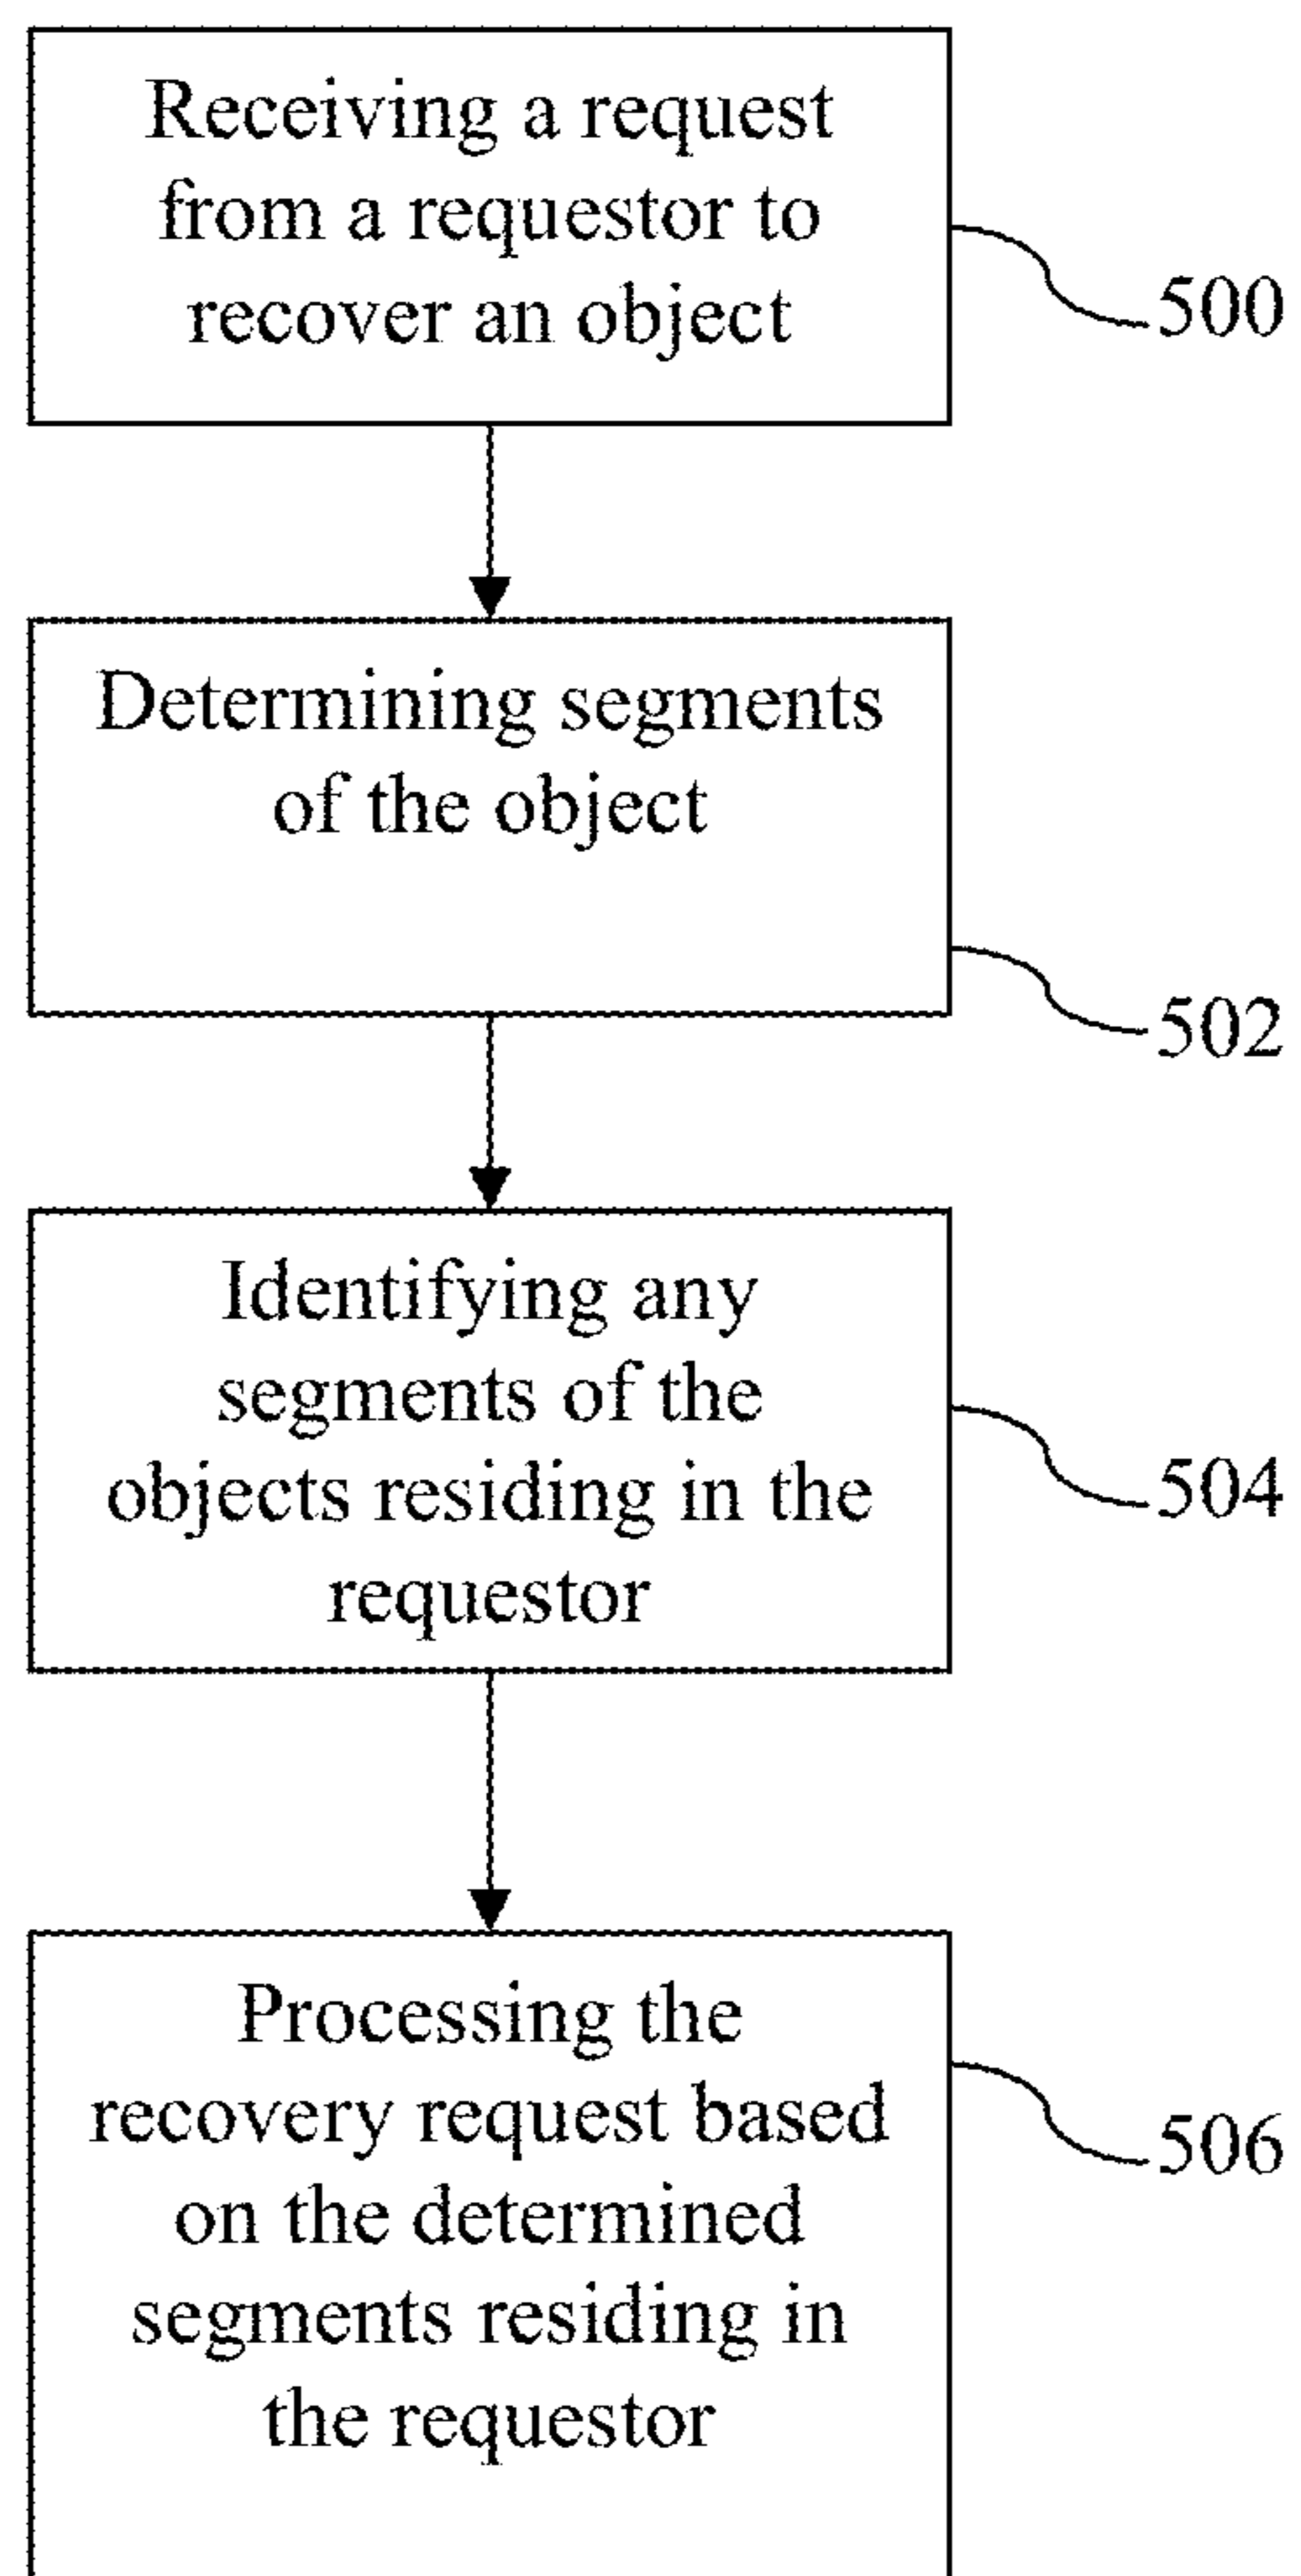 Receiving a request
from a requestor to
recover an object
500
Determining segments
of the object
502
Identifying any
segments of the
objects residing in the
requestor
504
Processing the
recovery request based
on the determined
segments residing in
the requestor
506